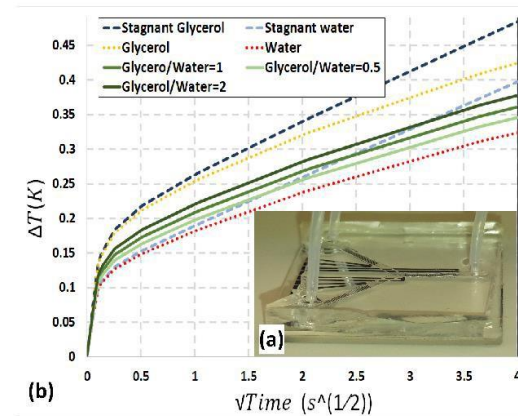 (b)
0.45
0.4
0.35
0.3
0.25
0.2
0.15
0.1
0.05
0
ΔT(K)
Stagnant Glycerol
Stagnant water
Glycerol
Water
Glycero/Water=1
Glycerol/Water=0.5
Glycerol/Water=2
(a)
(b)
0 0.5 1 1.5 2 2.5 3 3.5 4
√Time (s^(1/2))